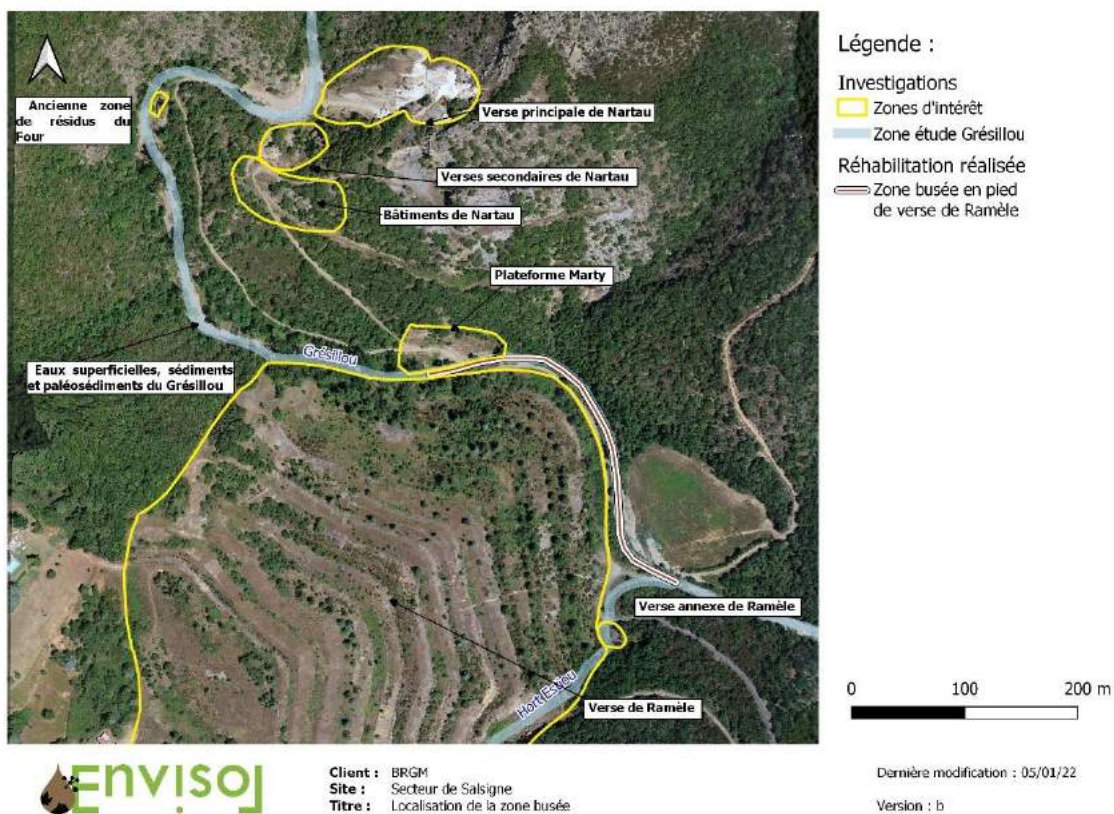 Ancienne zone
de résidus du
Four
Verse principale de Nartau
Verses secondaires de Nartau
Bâtiments de Nartau
Plateforme Marty
Grésillou
Eaux superficielles, sédiments
et paléosédiments du Grésillou
Verse annexe de Ramèle
Hort Estiou
Verse de Ramèle
Légende :
Investigations
Zones d'intérêt
Zone étude Grésillou
Réhabilitation réalisée
Zone busée en pied
de verse de Ramèle
0 100 200 m
Envisol
Client : BRGM
Site : Secteur de Salsigne
Titre : Localisation de la zone busée
Dernière modification : 05/01/22
Version : b